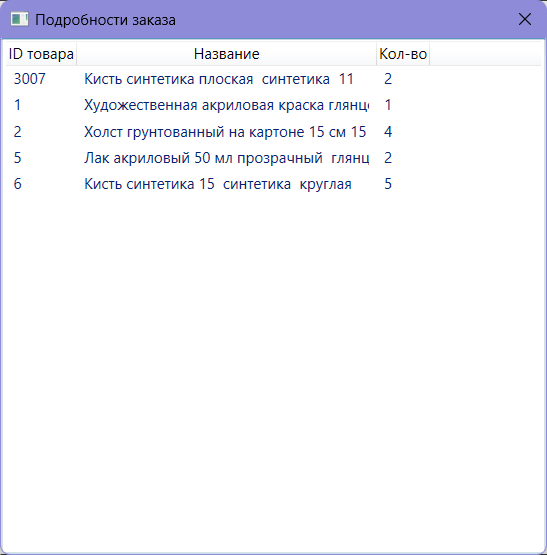 Подробности заказа
ID товара Название Кол-во
3007 Кисть синтетика плоская  синтетика  11 2
1 Художественная акриловая краска глянце 1
2 Холст грунтованный на картоне 15 см 15 4
5 Лак акриловый 50 мл прозрачный  глянц 2
6 Кисть синтетика 15  синтетика  круглая 5